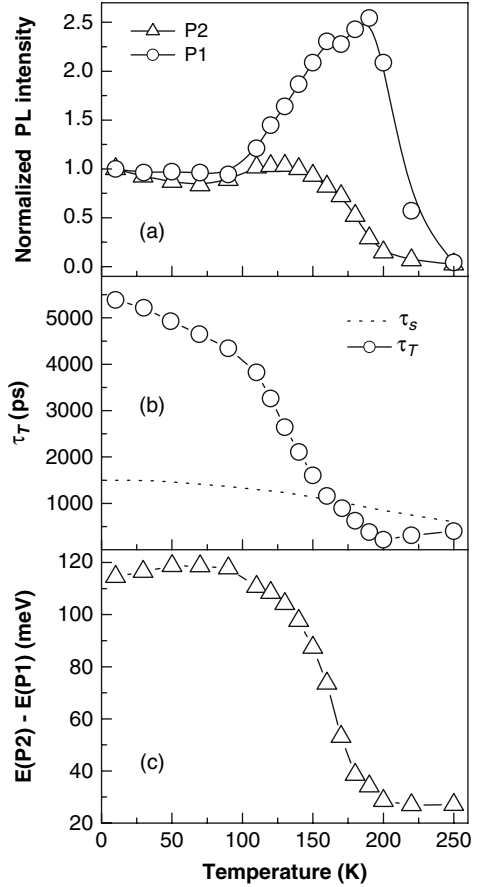 2.5
2.0
1.5
1.0
0.5
0.0
Normalized PL intensity
P2
P1
(a)
5000
4000
3000
2000
1000
τT (ps)
τs
τT
(b)
120
100
80
60
40
20
E(P2) - E(P1) (meV)
(c)
0 50 100 150 200 250
Temperature (K)